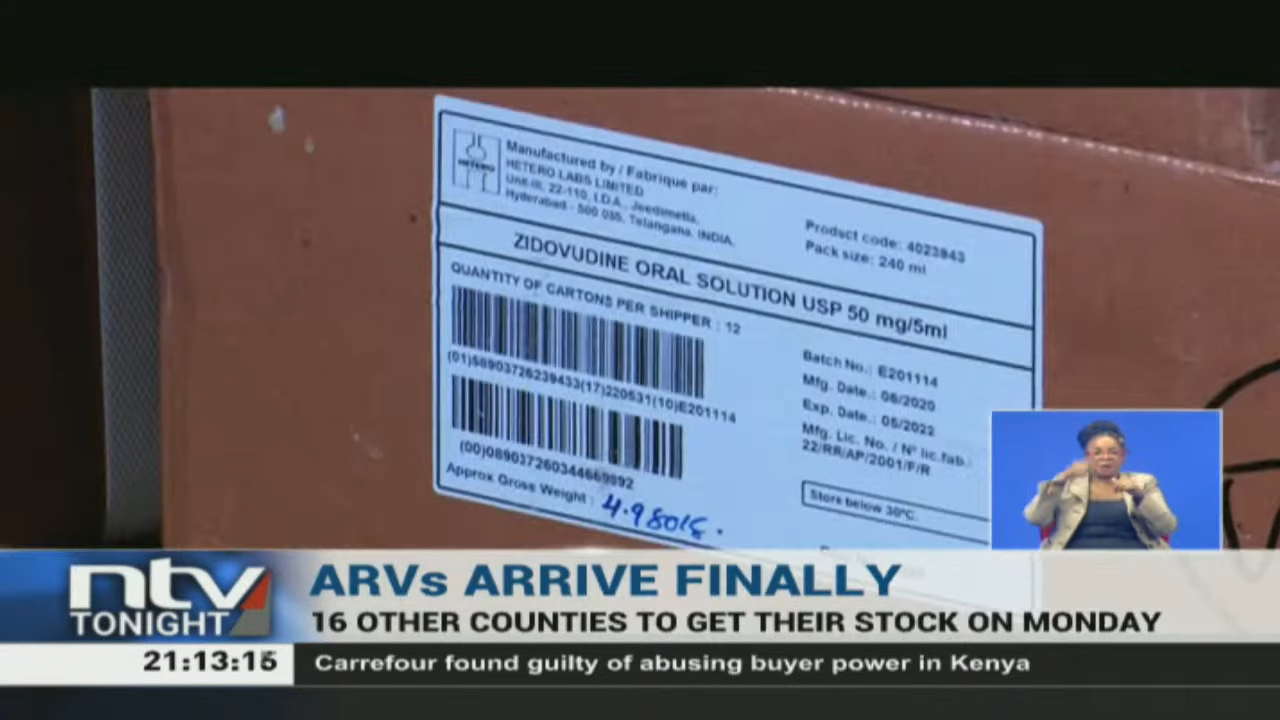 HETERO
Manufactured by / Fabrique par:
HETERO LABS LIMITED
Unit-III, 22-110, I.D.A., Jeedimetla,
Hyderabad - 500 055, Telangana, INDIA.
Product code: 4023943
Pack size: 240 ml
ZIDOVUDINE ORAL SOLUTION USP 50 mg/5ml
QUANTITY OF CARTONS PER SHIPPER : 12
(01)58903726239433(17)220531(10)E201114
(00)089037260344669892
Approx Gross Weight :
Batch No.: E201114
Mfg. Date.: 06/2020
Exp. Date.: 05/2022
Mfg. Lic. No. / N° lic.fab.:
22/RR/AP/2001/F/R
Store below 30°C.
ntv
TONIGHT
ARVs ARRIVE FINALLY
16 OTHER COUNTIES TO GET THEIR STOCK ON MONDAY
21:13:15
Carrefour found guilty of abusing buyer power in Kenya